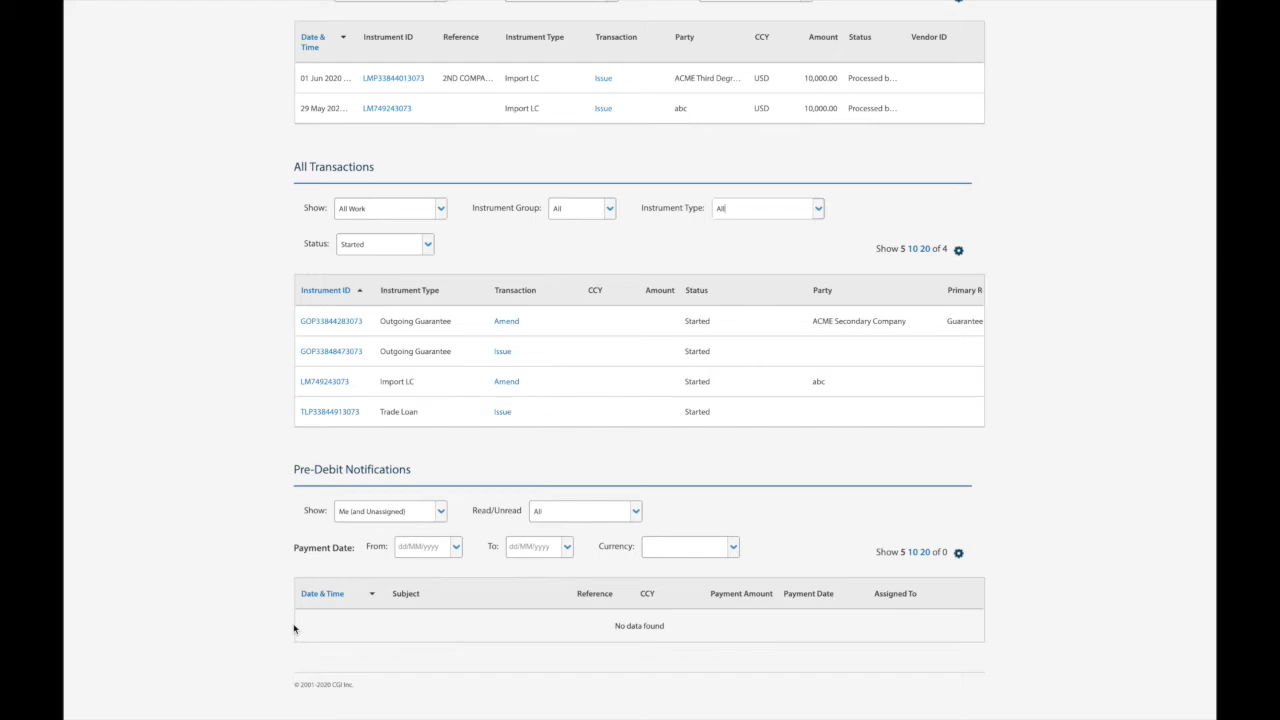 Date & Time Instrument ID Reference Instrument Type Transaction Party CCY Amount Status Vendor ID
01 Jun 2020 ... LMP33844013073 2ND COMPA... Import LC Issue ACME Third Degr... USD 10,000.00 Processed b...
29 May 202... LM749243073 Import LC Issue abc USD 10,000.00 Processed b...
All Transactions
Show: All Work Instrument Group: All Instrument Type: All
Status: Started Show 5 10 20 of 4
Instrument ID Instrument Type Transaction CCY Amount Status Party Primary R
GOP33844283073 Outgoing Guarantee Amend Started ACME Secondary Company Guarantee
GOP33848473073 Outgoing Guarantee Issue Started
LM749243073 Import LC Amend Started abc
TLP33844913073 Trade Loan Issue Started
Pre-Debit Notifications
Show: Me (and Unassigned) Read/Unread All
Payment Date: From: dd/MM/yyyy To: dd/MM/yyyy Currency: Show 5 10 20 of 0
Date & Time Subject Reference CCY Payment Amount Payment Date Assigned To
No data found
© 2001-2020 CGI Inc.